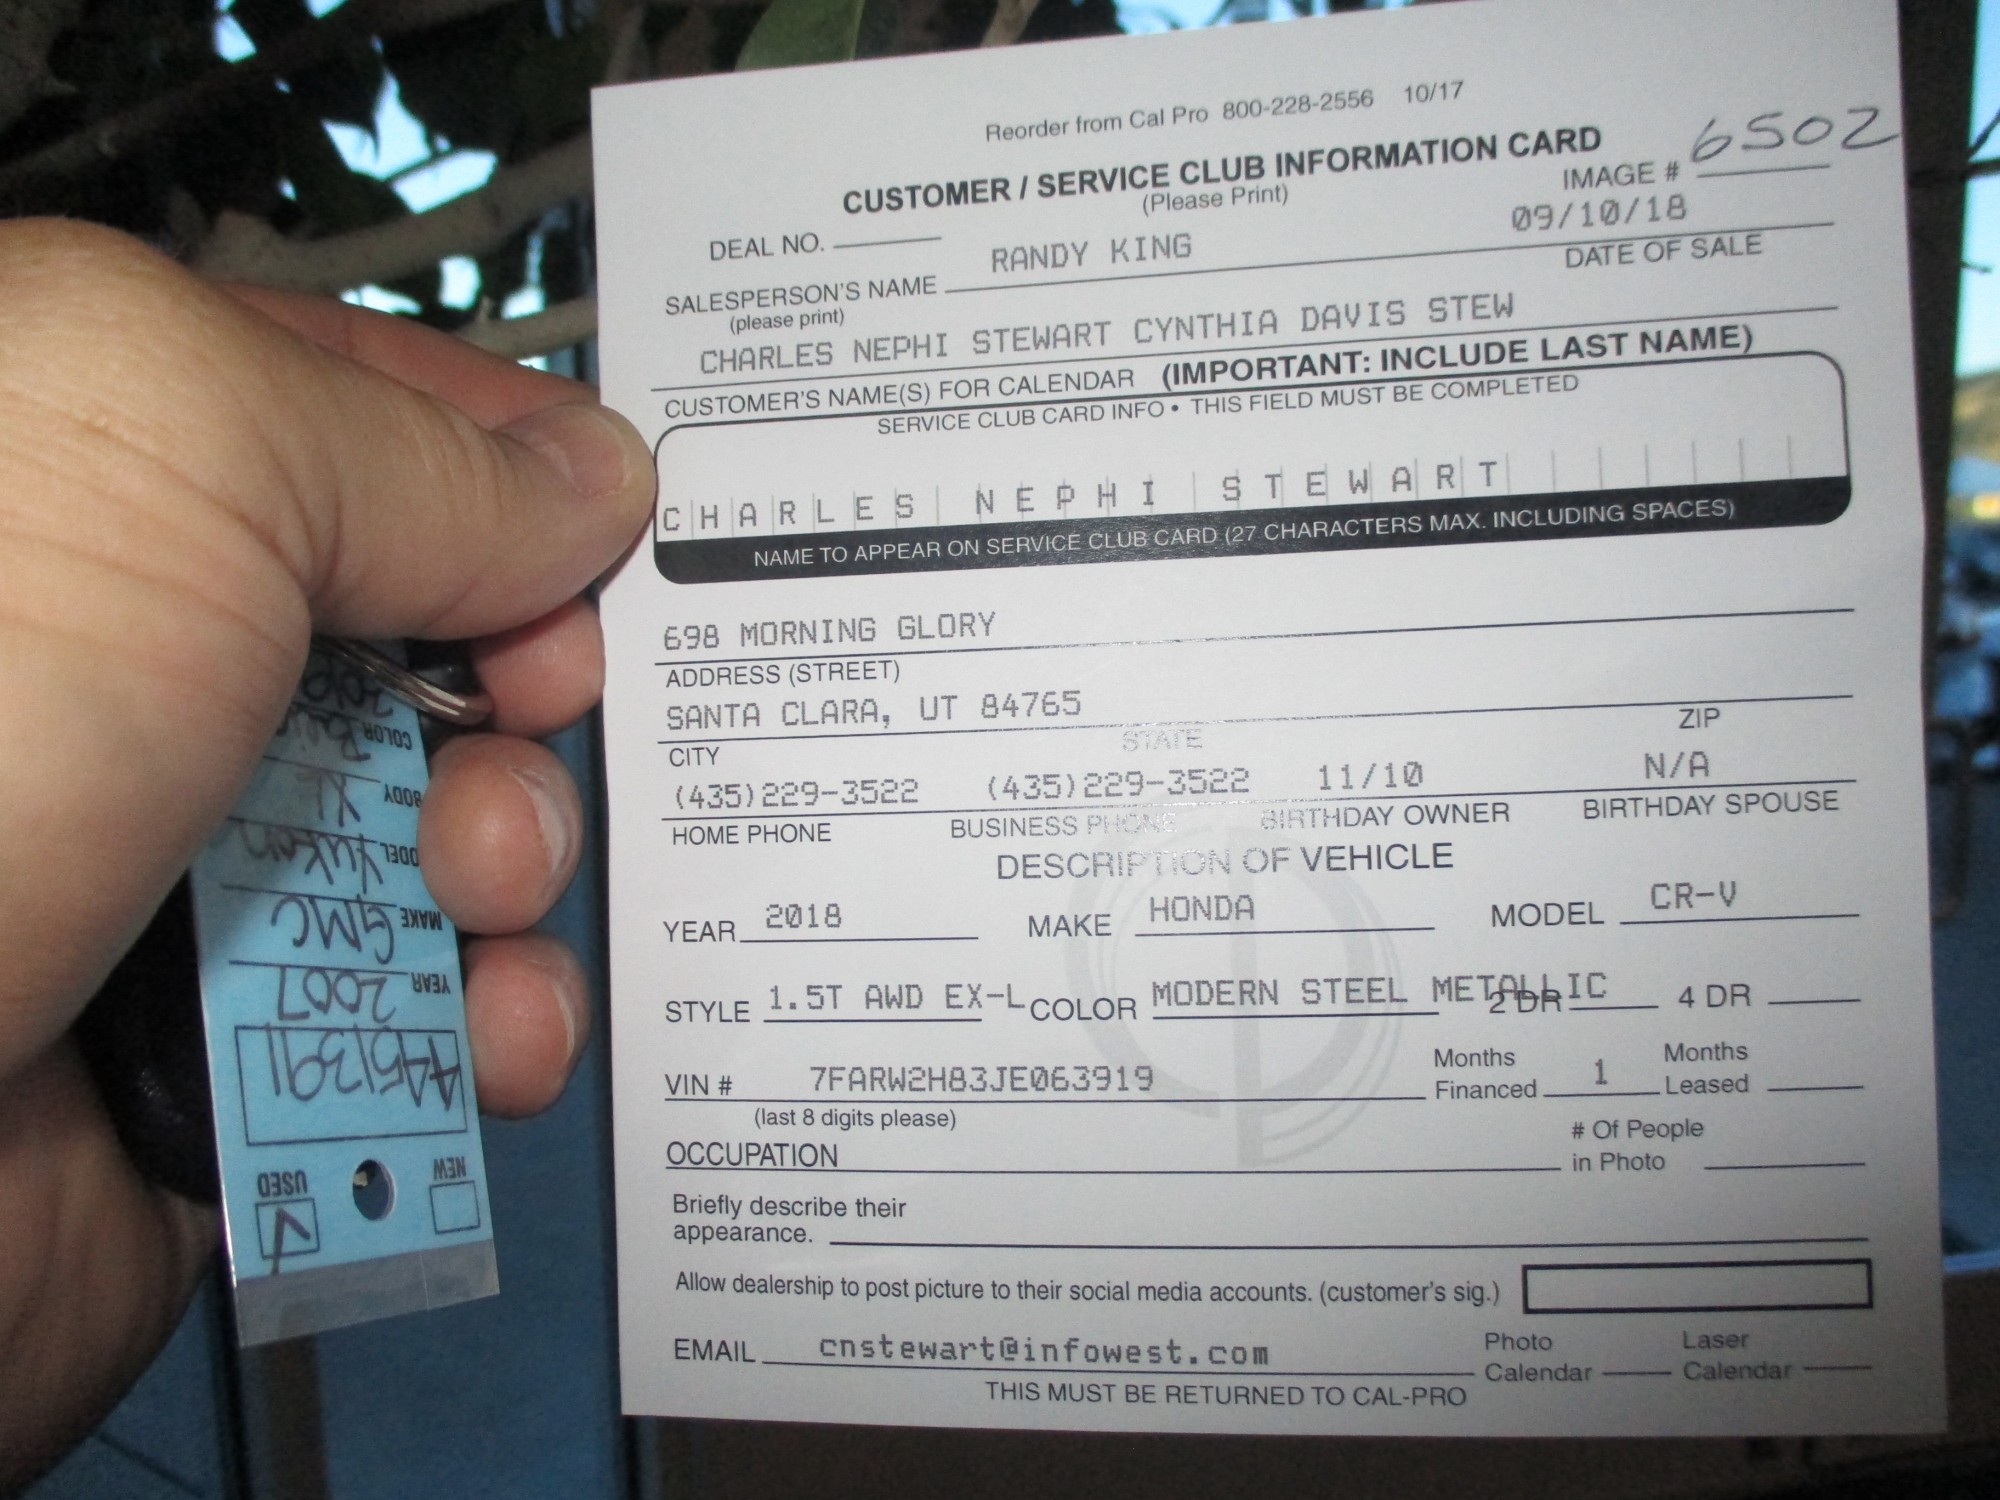 Reorder from Cal Pro 800-228-2556 10/17
CUSTOMER / SERVICE CLUB INFORMATION CARD
(Please Print)
IMAGE # 6502
DEAL NO.
09/10/18
DATE OF SALE
SALESPERSON'S NAME RANDY KING
(please print)
CHARLES NEPHI STEWART CYNTHIA DAVIS STEW
CUSTOMER'S NAME(S) FOR CALENDAR (IMPORTANT: INCLUDE LAST NAME)
SERVICE CLUB CARD INFO • THIS FIELD MUST BE COMPLETED
CHARLES NEPHI STEWART
NAME TO APPEAR ON SERVICE CLUB CARD (27 CHARACTERS MAX. INCLUDING SPACES)
698 MORNING GLORY
ADDRESS (STREET)
SANTA CLARA, UT 84765
CITY STATE ZIP
(435)229-3522 (435)229-3522 11/10 N/A
HOME PHONE BUSINESS PHONE BIRTHDAY OWNER BIRTHDAY SPOUSE
DESCRIPTION OF VEHICLE
YEAR 2018 MAKE HONDA MODEL CR-V
STYLE 1.5T AWD EX-L COLOR MODERN STEEL METALLIC 2 DR 4 DR
VIN # 7FARW2H83JE063919 Months Financed 1 Months Leased
(last 8 digits please)
OCCUPATION # Of People in Photo
Briefly describe their
appearance.
Allow dealership to post picture to their social media accounts. (customer's sig.)
EMAIL cnstewart@infowest.com Photo Calendar Laser Calendar
THIS MUST BE RETURNED TO CAL-PRO
NEW USED
A451391
YEAR 2007
MAKE GMC
MODEL Yukon
BODY XL
COLOR